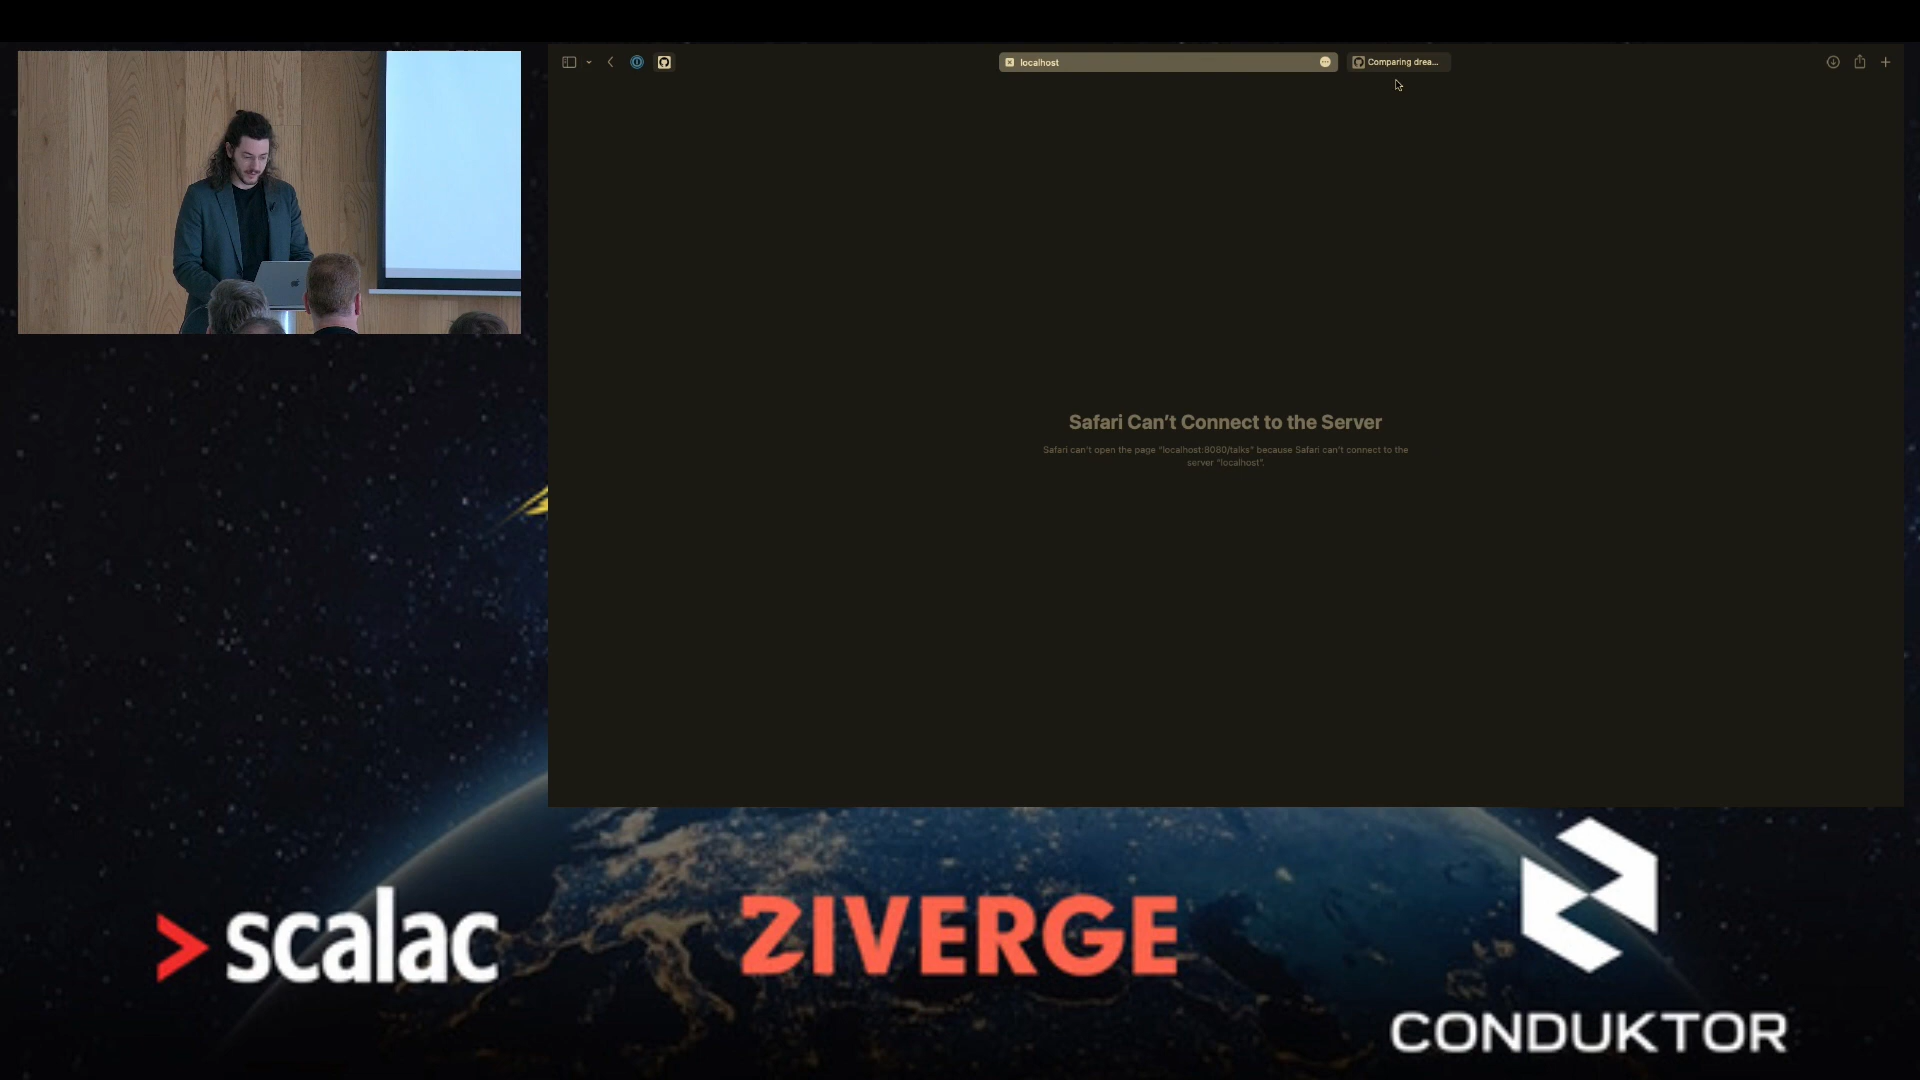 localhost
Comparing drea...
Safari Can't Connect to the Server
Safari can't open the page "localhost:8080/talks" because Safari can't connect to the
server "localhost".
scalac
ZIVERGE
CONDUKTOR